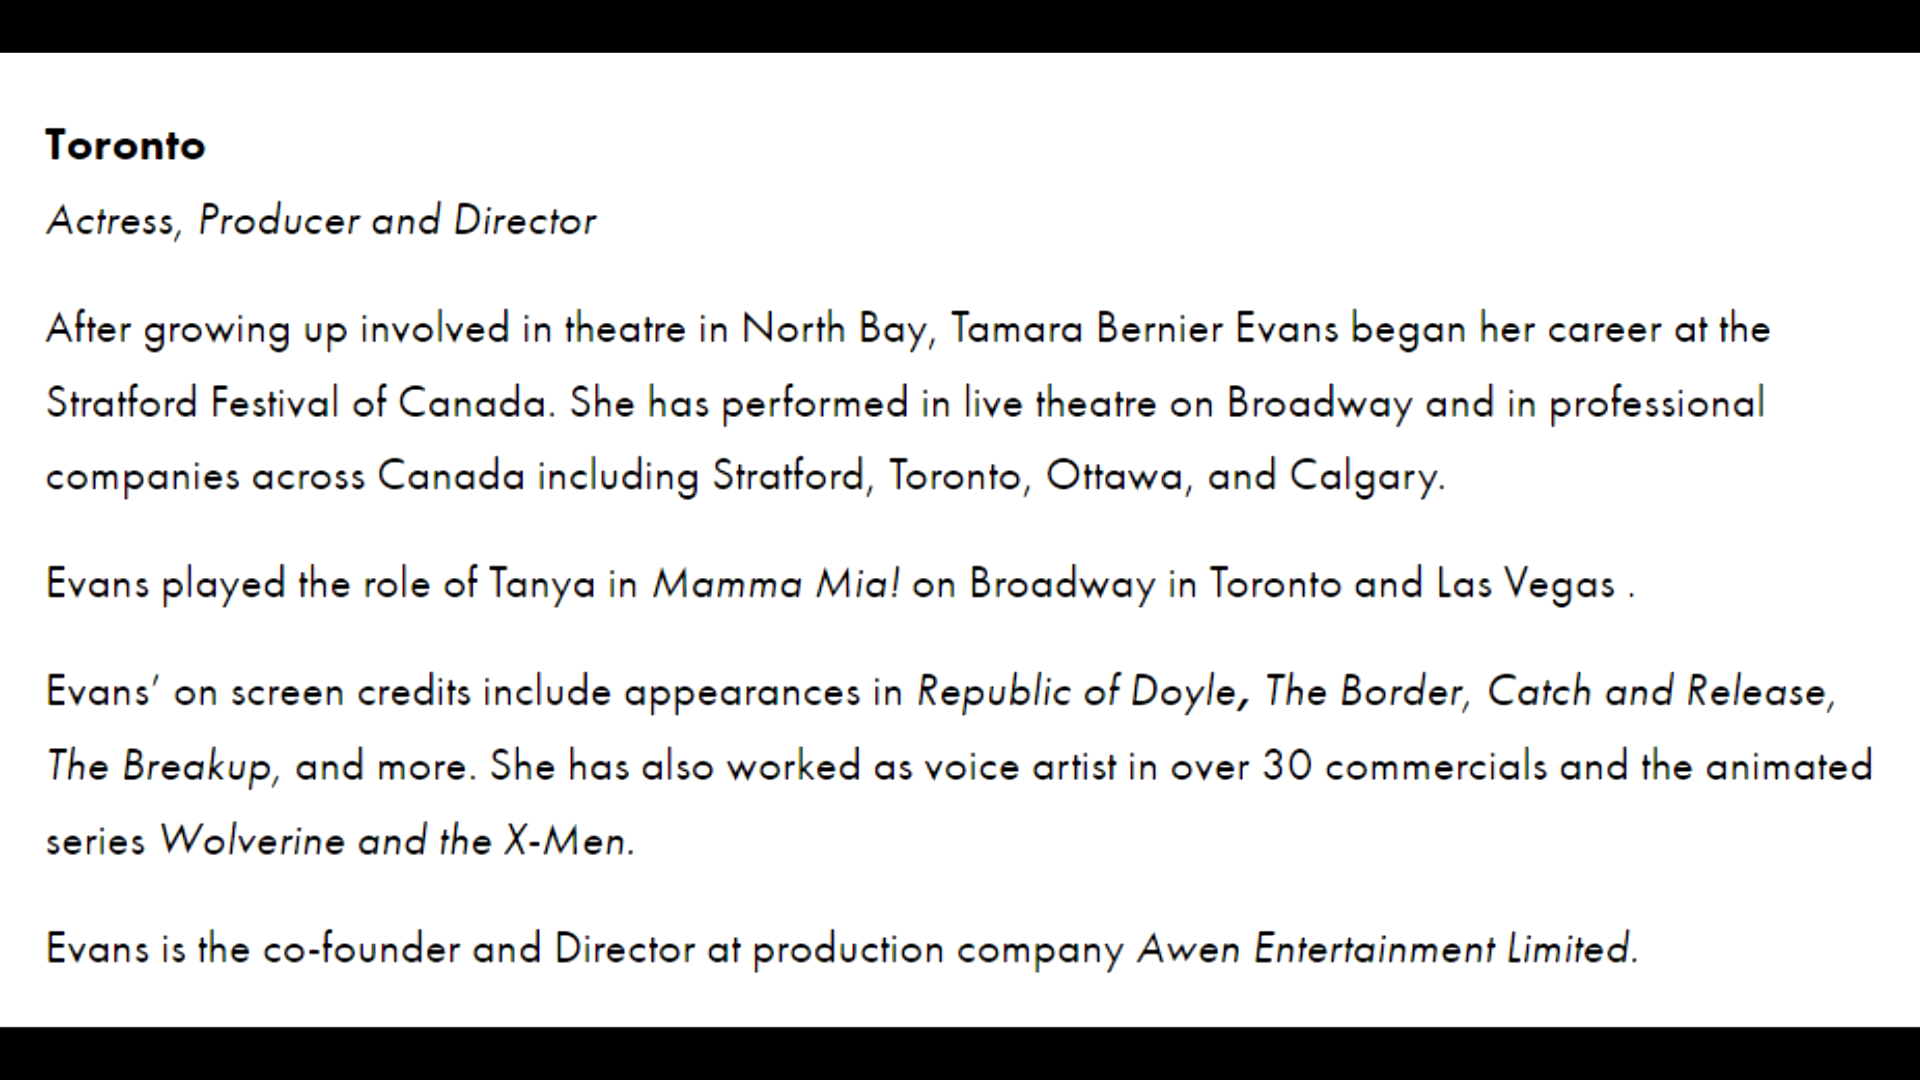 Toronto
Actress, Producer and Director
After growing up involved in theatre in North Bay, Tamara Bernier Evans began her career at the
Stratford Festival of Canada. She has performed in live theatre on Broadway and in professional
companies across Canada including Stratford, Toronto, Ottawa, and Calgary.
Evans played the role of Tanya in Mamma Mia! on Broadway in Toronto and Las Vegas .
Evans’ on screen credits include appearances in Republic of Doyle, The Border, Catch and Release,
The Breakup, and more. She has also worked as voice artist in over 30 commercials and the animated
series Wolverine and the X-Men.
Evans is the co-founder and Director at production company Awen Entertainment Limited.